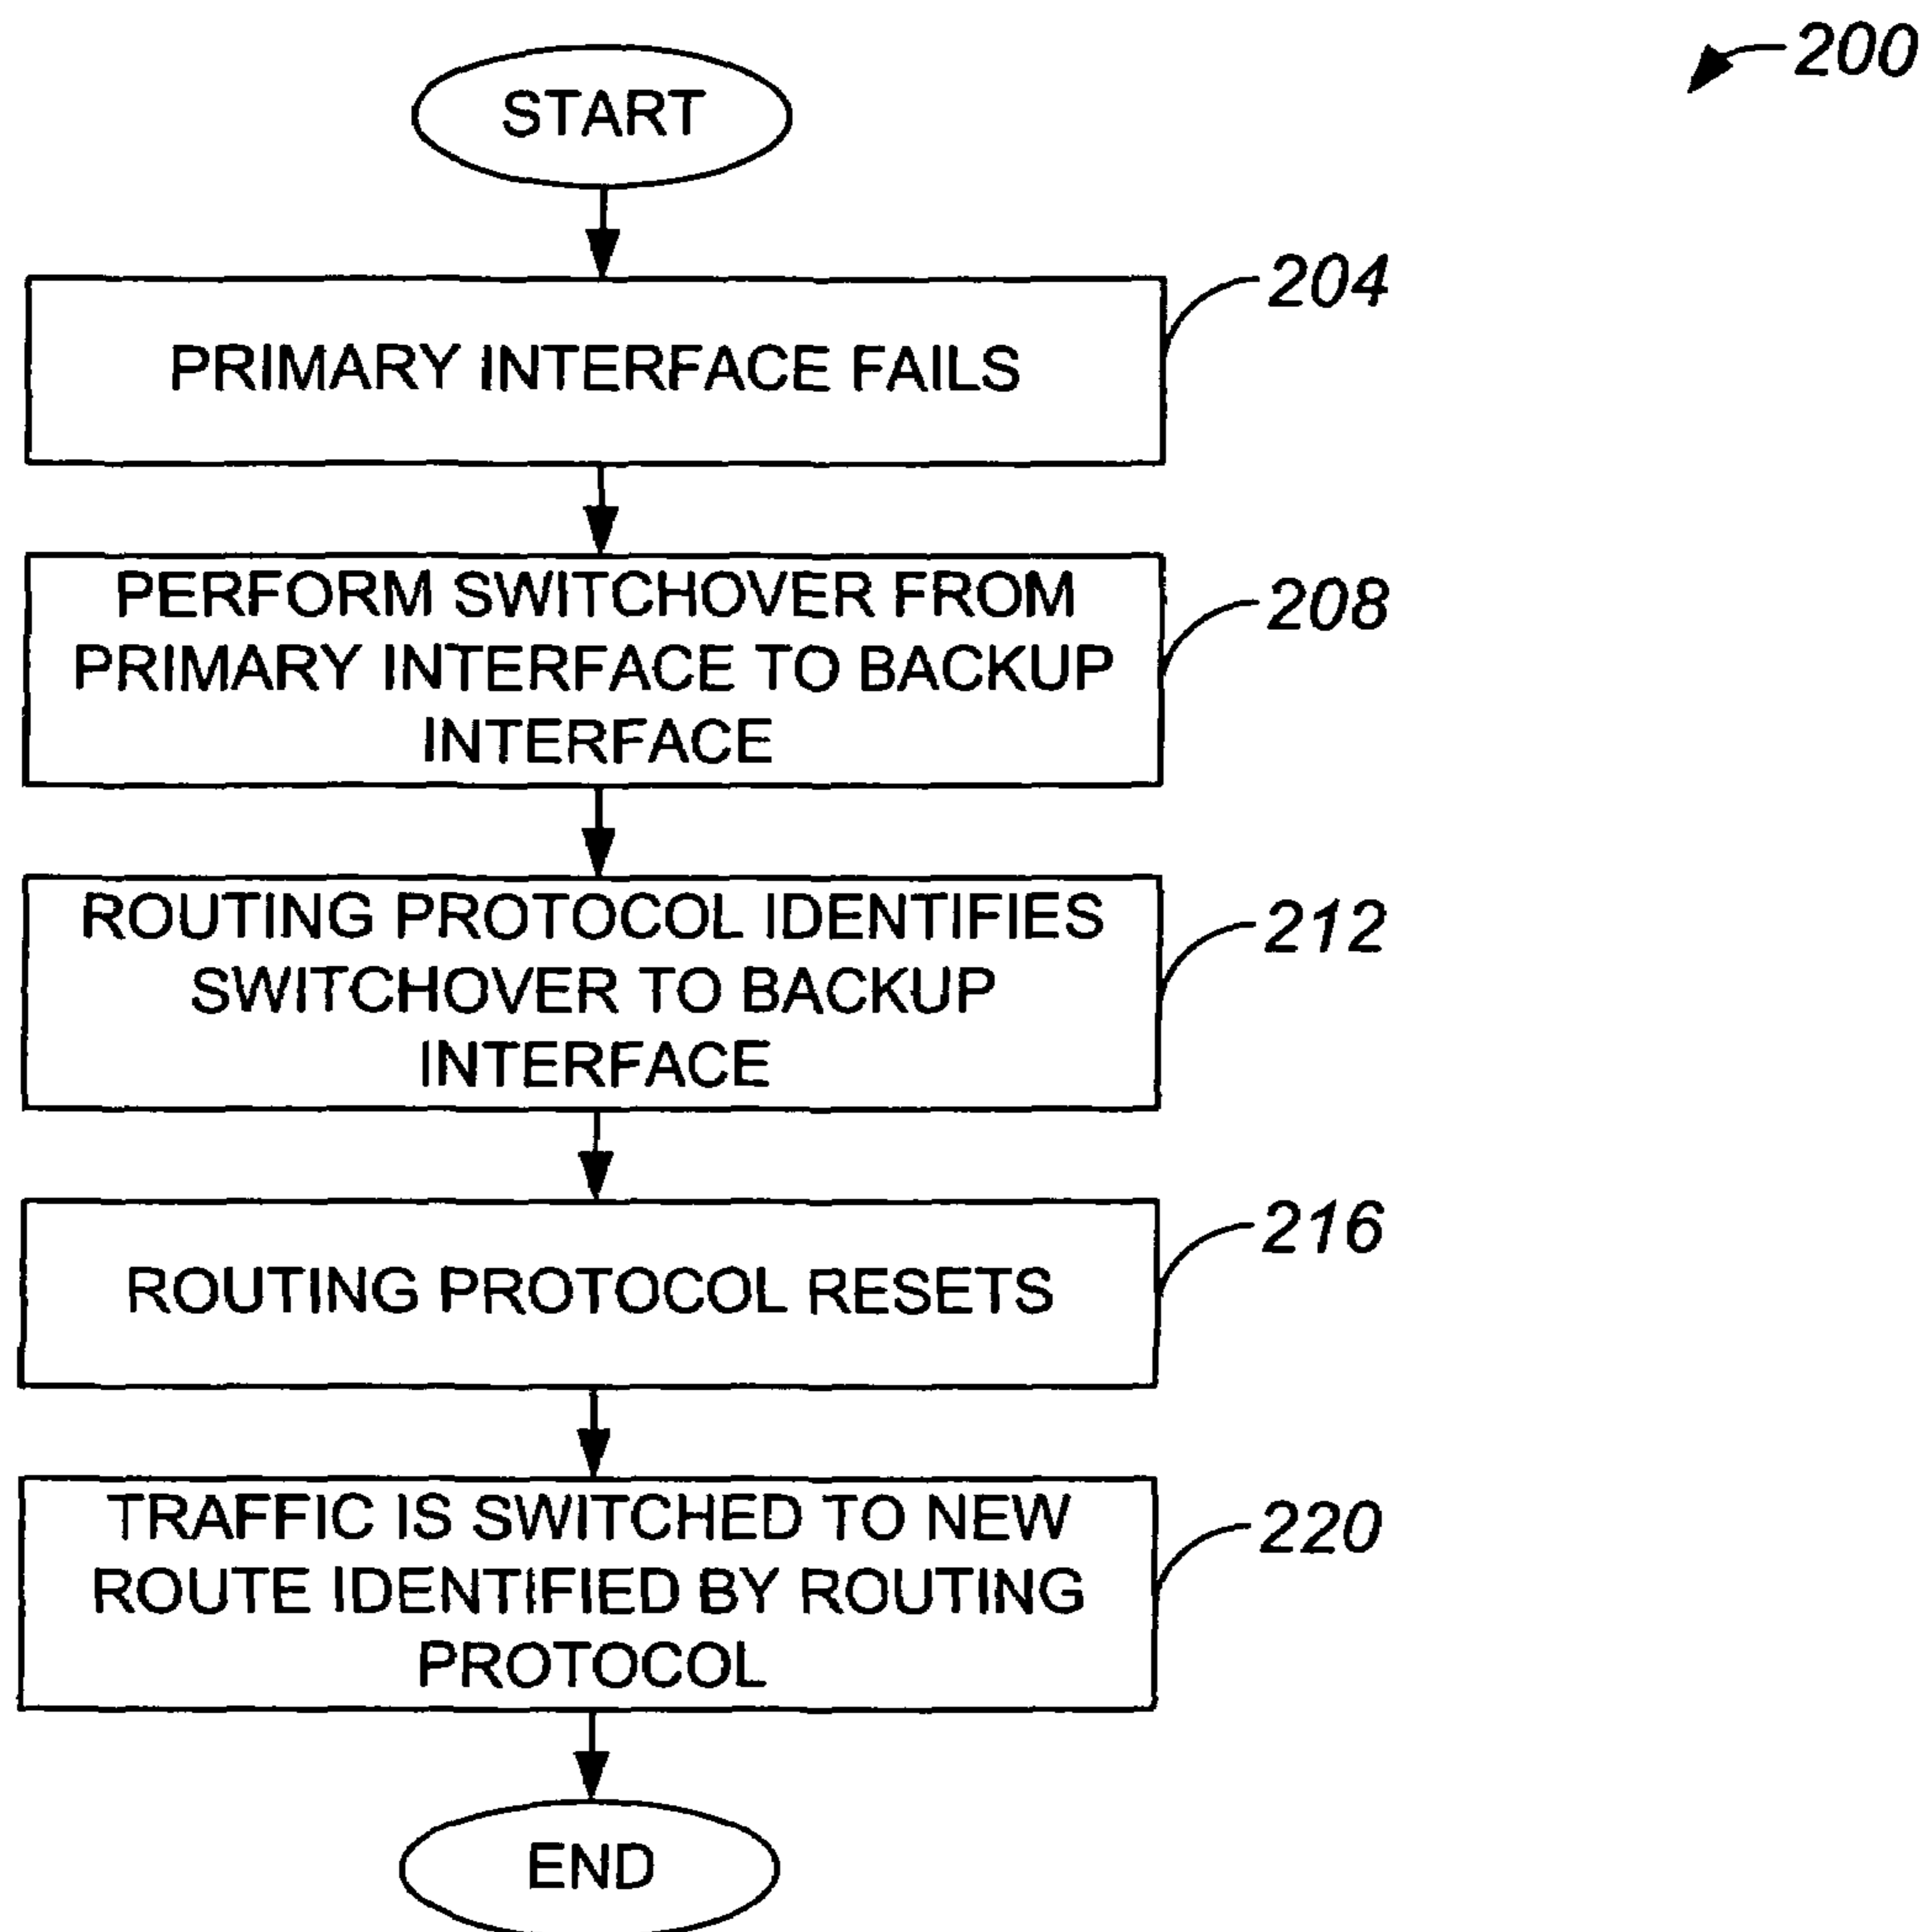 200
START
204
PRIMARY INTERFACE FAILS
PERFORM SWITCHOVER FROM
208
PRIMARY INTERFACE TO BACKUP
INTERFACE
ROUTING PROTOCOL IDENTIFIES
212
SWITCHOVER TO BACKUP
INTERFACE
216
ROUTING PROTOCOL RESETS
TRAFFIC IS SWITCHED TO NEW
220
ROUTE IDENTIFIED BY ROUTING
PROTOCOL
END